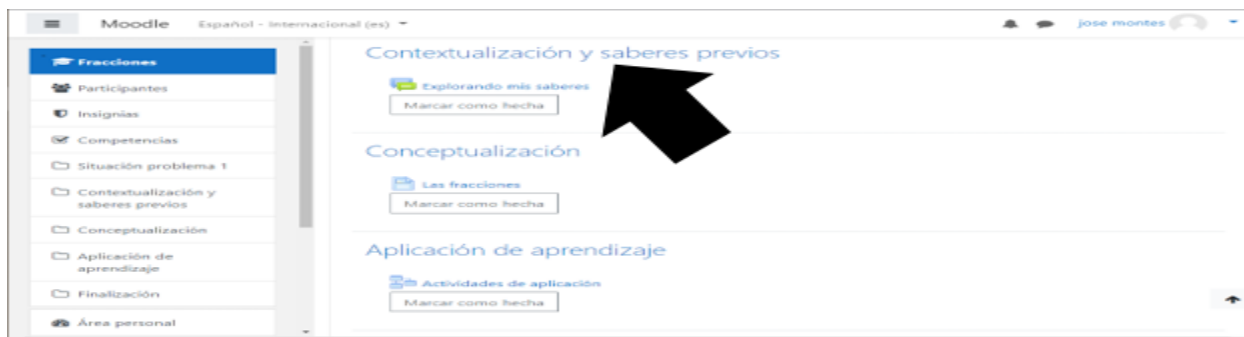 Moodle Español - Internacional (es) jose montes
Fracciones
Participantes
Insignias
Competencias
Situación problema 1
Contextualización y
saberes previos
Conceptualización
Aplicación de
aprendizaje
Finalización
Área personal
Contextualización y saberes previos
Explorando mis saberes
Marcar como hecha
Conceptualización
Las fracciones
Marcar como hecha
Aplicación de aprendizaje
Actividades de aplicación
Marcar como hecha